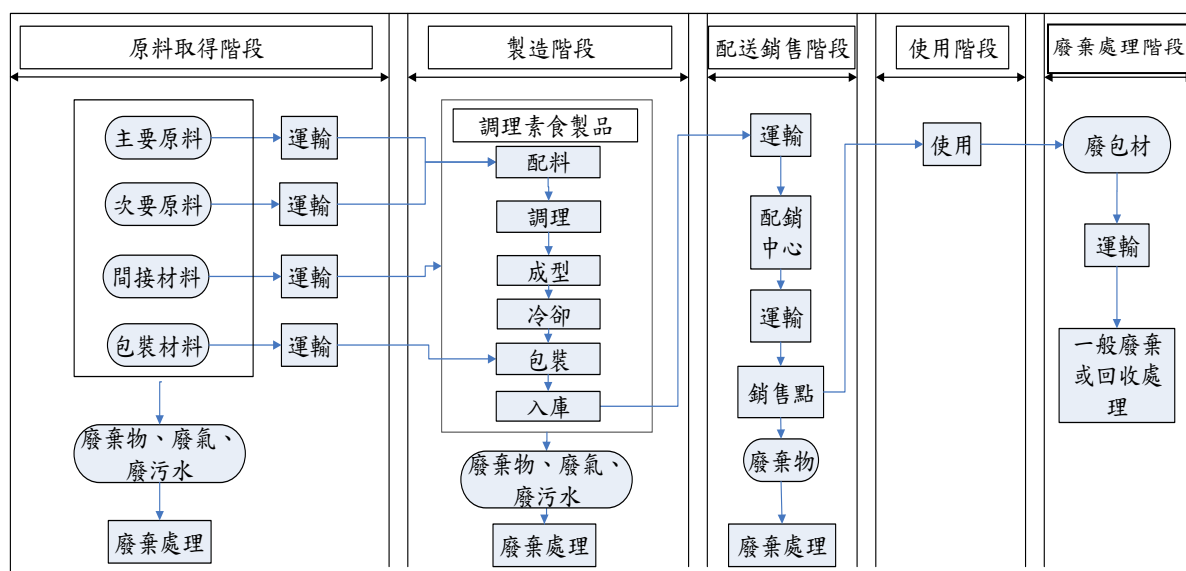 原料取得階段
製造階段
配送銷售階段
使用階段
廢棄處理階段
主要原料
運輸
次要原料
運輸
間接材料
運輸
包裝材料
運輸
廢棄物、廢氣、
廢污水
廢棄處理
調理素食製品
配料
調理
成型
冷卻
包裝
入庫
廢棄物、廢氣、
廢污水
廢棄處理
運輸
配銷
中心
運輸
銷售點
廢棄物
廢棄處理
使用
廢包材
運輸
一般廢棄
或回收處
理